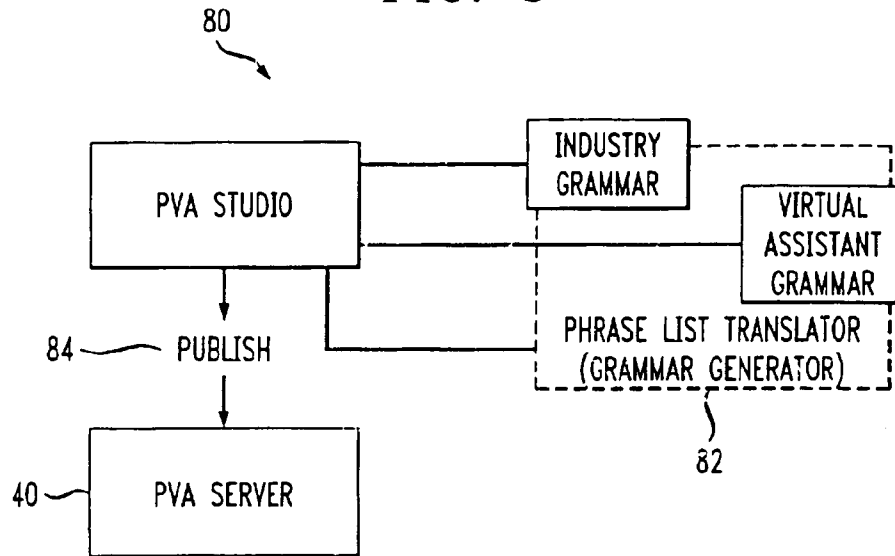 80
PVA STUDIO
INDUSTRY
GRAMMAR
VIRTUAL
ASSISTANT
GRAMMAR
84
PUBLISH
PHRASE LIST TRANSLATOR
(GRAMMAR GENERATOR)
82
40
PVA SERVER